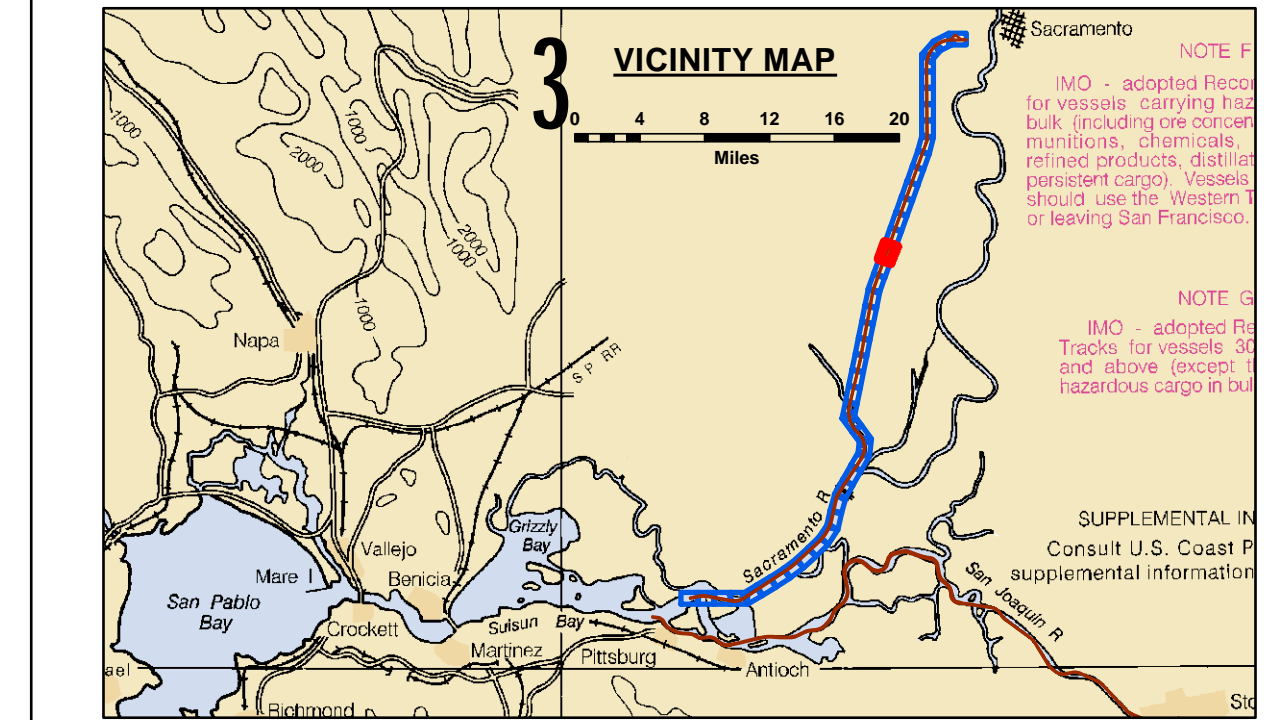 3
VICINITY MAP
0 4 8 12 16 20
Miles
Sacramento
NOTE F
IMO - adopted Recor
for vessels carrying haz
bulk (including ore concen
munitions, chemicals,
refined products, distillat
persistent cargo). Vessels
should use the Western T
or leaving San Francisco.
NOTE G
IMO - adopted Re
Tracks for vessels 30
and above (except t
hazardous cargo in bul
SUPPLEMENTAL IN
Consult U.S. Coast P
supplemental information
1000
2000
1000
2000
1000
1000
Napa
S P RR
Grizzly
Bay
Sacramento R
Vallejo
Mare I
Benicia
San Pablo
Bay
Crockett
Suisun Bay
Martinez
Pittsburg
Antioch
San Joaquin R
ael
Richmond
Sto